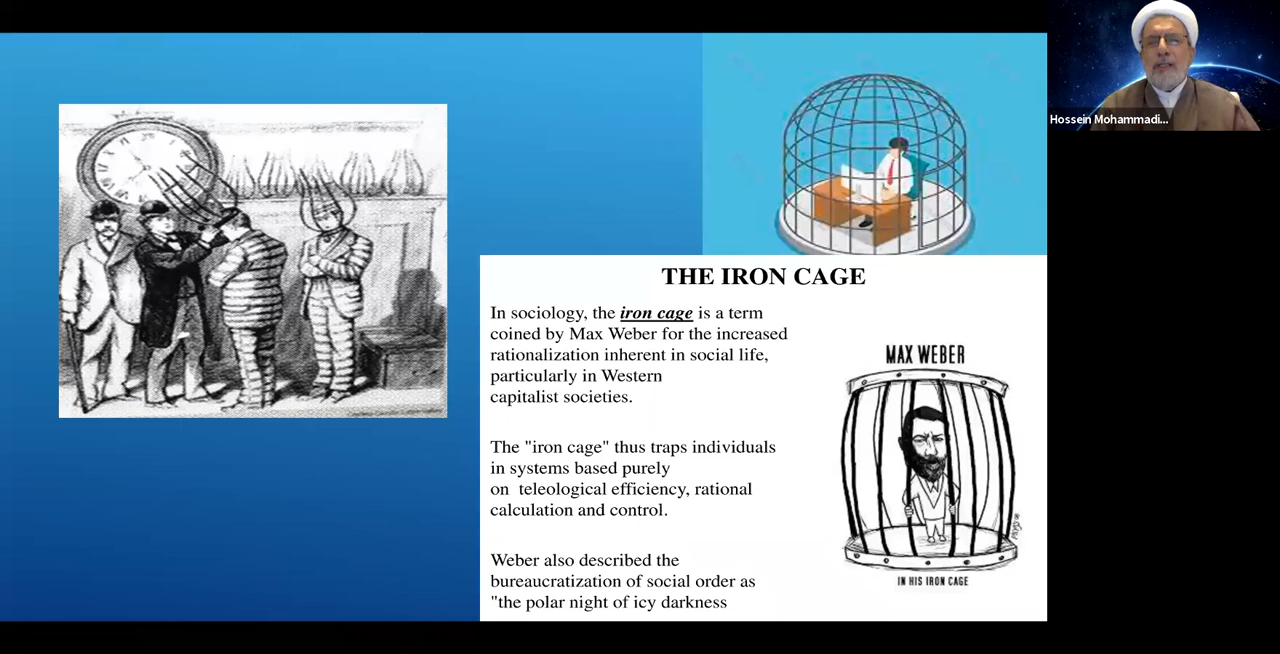 Hossein Mohammadi...
THE IRON CAGE
In sociology, the iron cage is a term
coined by Max Weber for the increased
rationalization inherent in social life,
particularly in Western
capitalist societies.
The "iron cage" thus traps individuals
in systems based purely
on teleological efficiency, rational
calculation and control.
Weber also described the
bureaucratization of social order as
"the polar night of icy darkness
MAX WEBER
IN HIS IRON CAGE